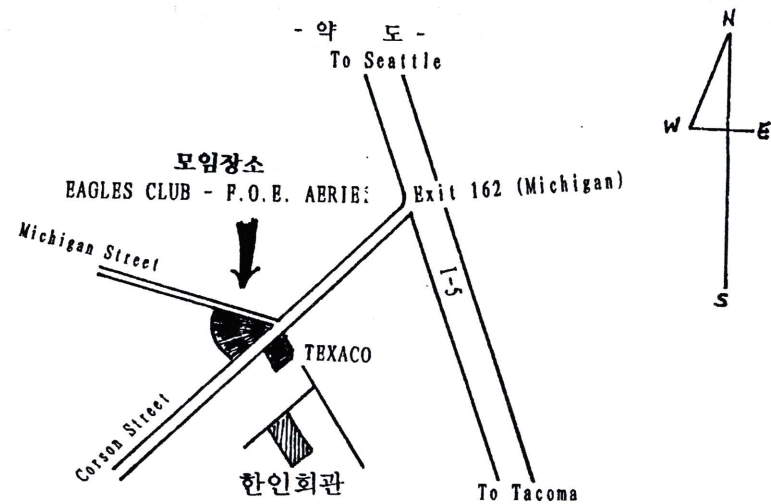 - 약 도 -
To Seattle
N
W E
S
모임장소
EAGLES CLUB - F.O.E. AERIE
Exit 162 (Michigan)
Michigan Street
I-5
TEXACO
Corson Street
한인회관
To Tacoma